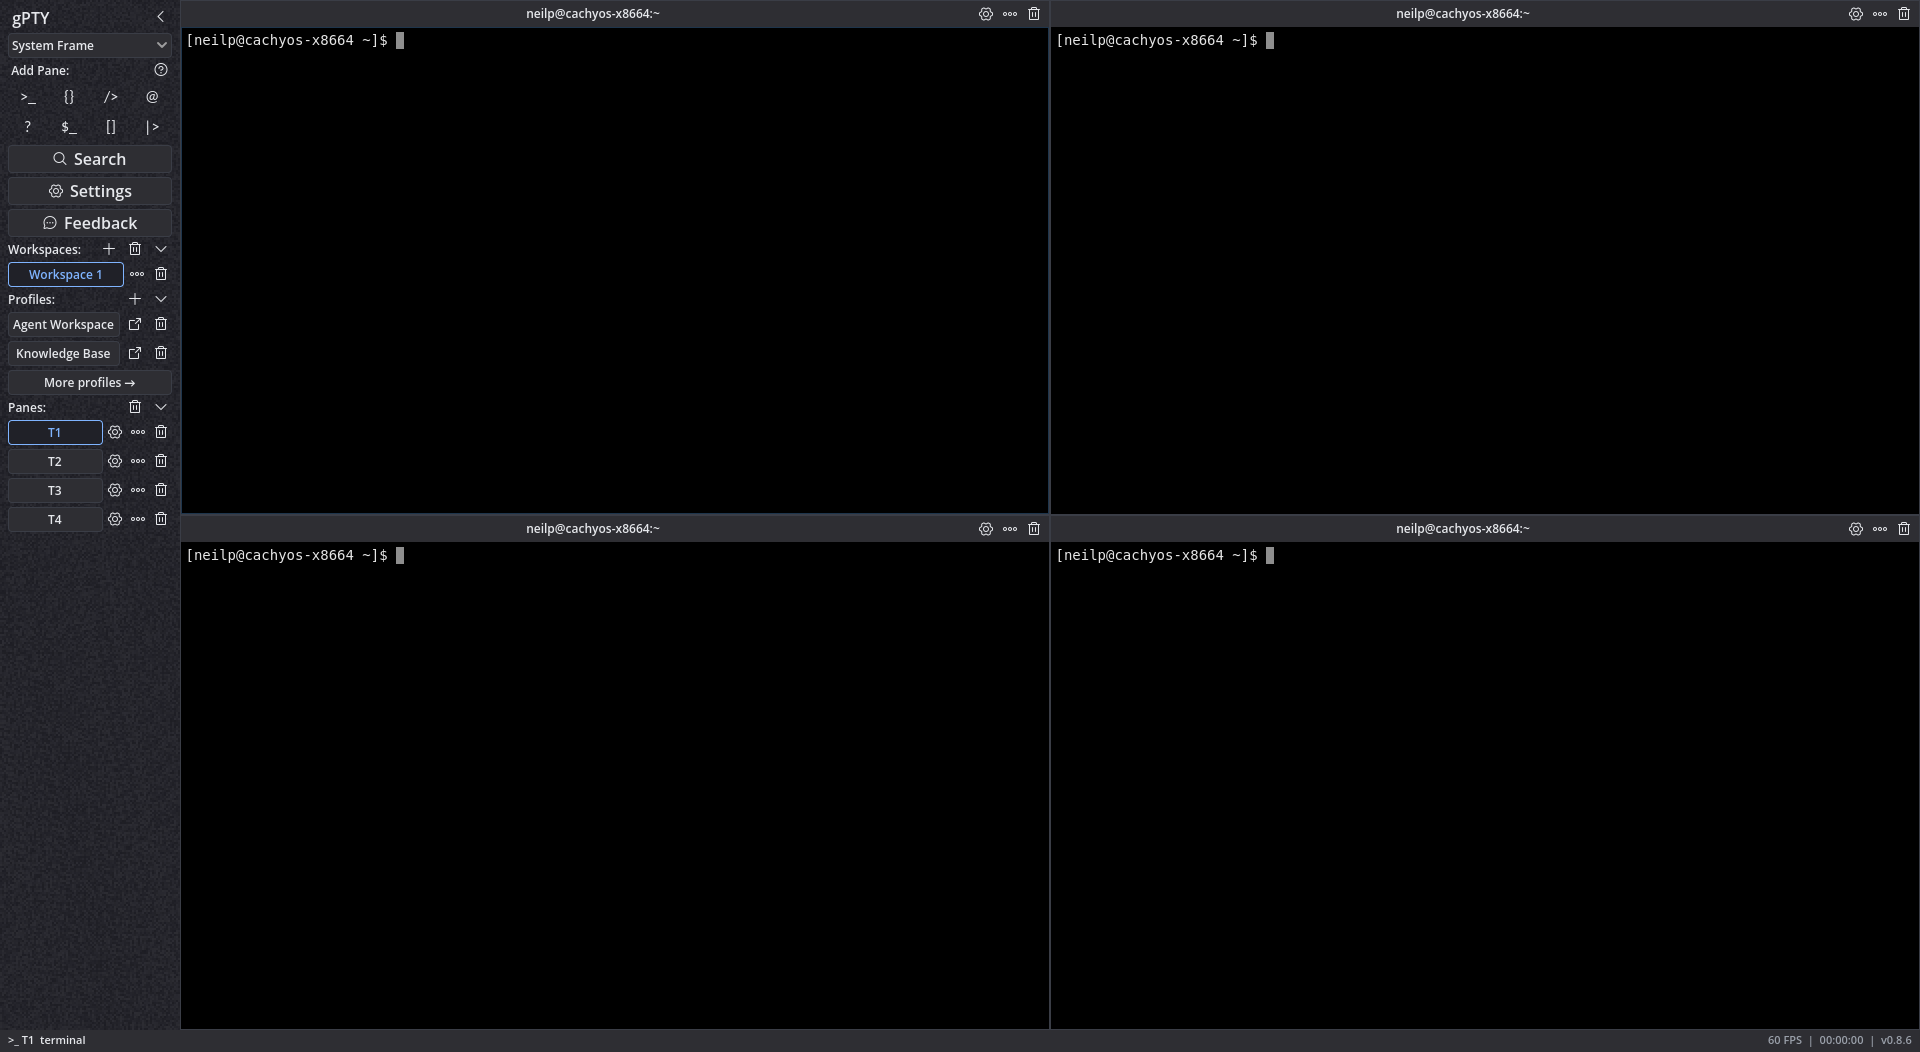 gPTY
System Frame
Add Pane:
>_ {} /> @
? $_ [] |>
Search
Settings
Feedback
Workspaces:
Workspace 1
Profiles:
Agent Workspace
Knowledge Base
More profiles →
Panes:
T1
T2
T3
T4
neilp@cachyos-x8664:~
[neilp@cachyos-x8664 ~]$
neilp@cachyos-x8664:~
[neilp@cachyos-x8664 ~]$
neilp@cachyos-x8664:~
[neilp@cachyos-x8664 ~]$
neilp@cachyos-x8664:~
[neilp@cachyos-x8664 ~]$
>_ T1 terminal
60 FPS | 00:00:00 | v0.8.6